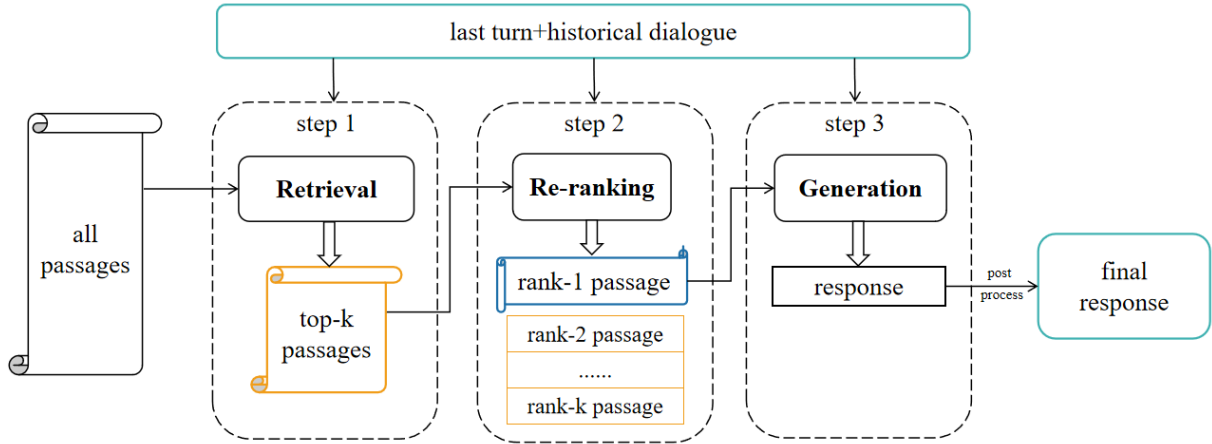 last turn+historical dialogue
step 1
step 2
step 3
Retrieval
Re-ranking
Generation
all
passages
top-k
passages
rank-1 passage
rank-2 passage
......
rank-k passage
response
post
process
final
response